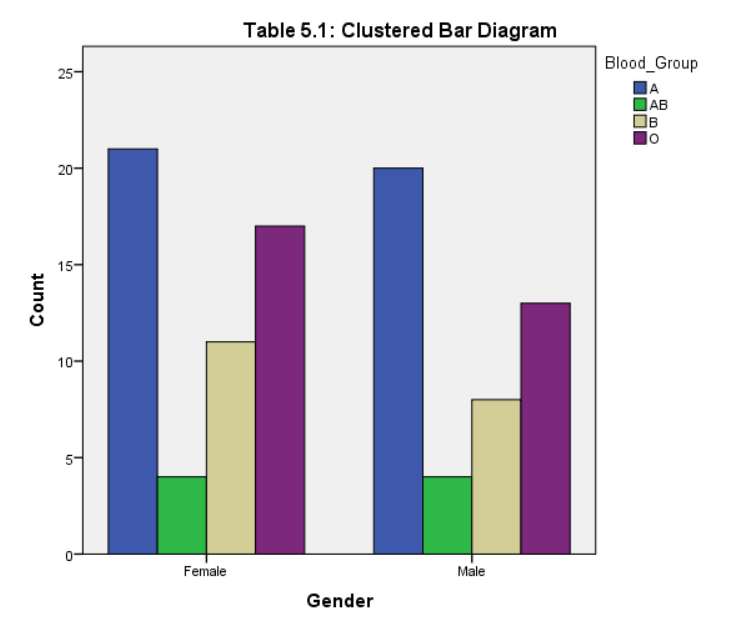 Table 5.1: Clustered Bar Diagram
Blood_Group
A
AB
B
O
Count
25
20
15
10
5
0
Female Male
Gender